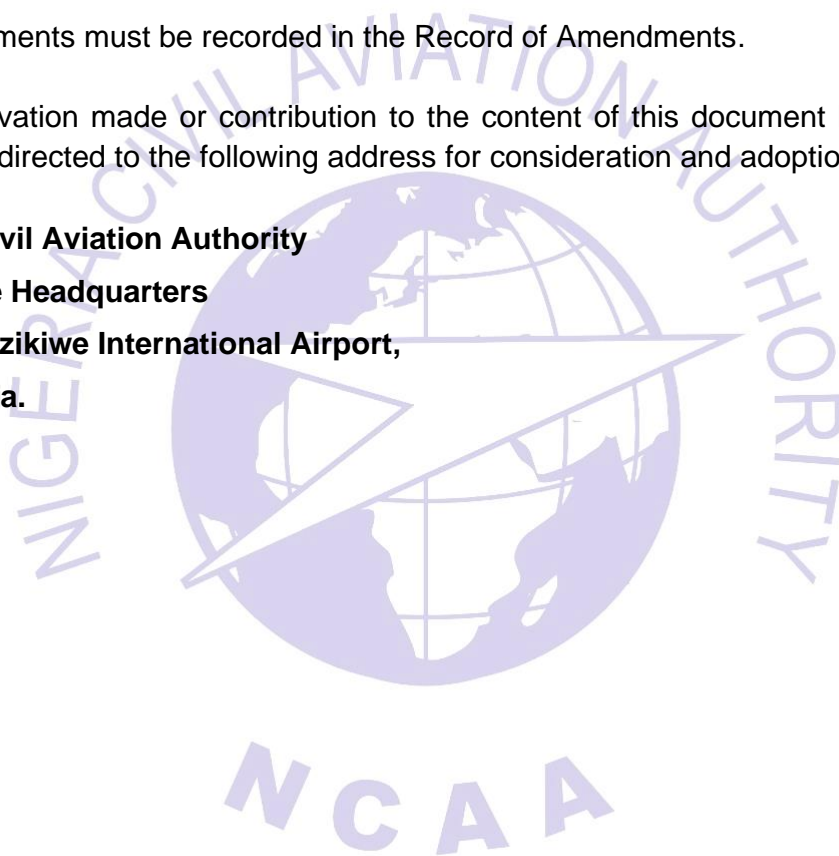 ments must be recorded in the Record of Amendments.
vation made or contribution to the content of this document
directed to the following address for consideration and adoptio
vil Aviation Authority
e Headquarters
zikiwe International Airport,
a.
NIGERIA CIVIL AVIATION AUTHORITY
NCAA